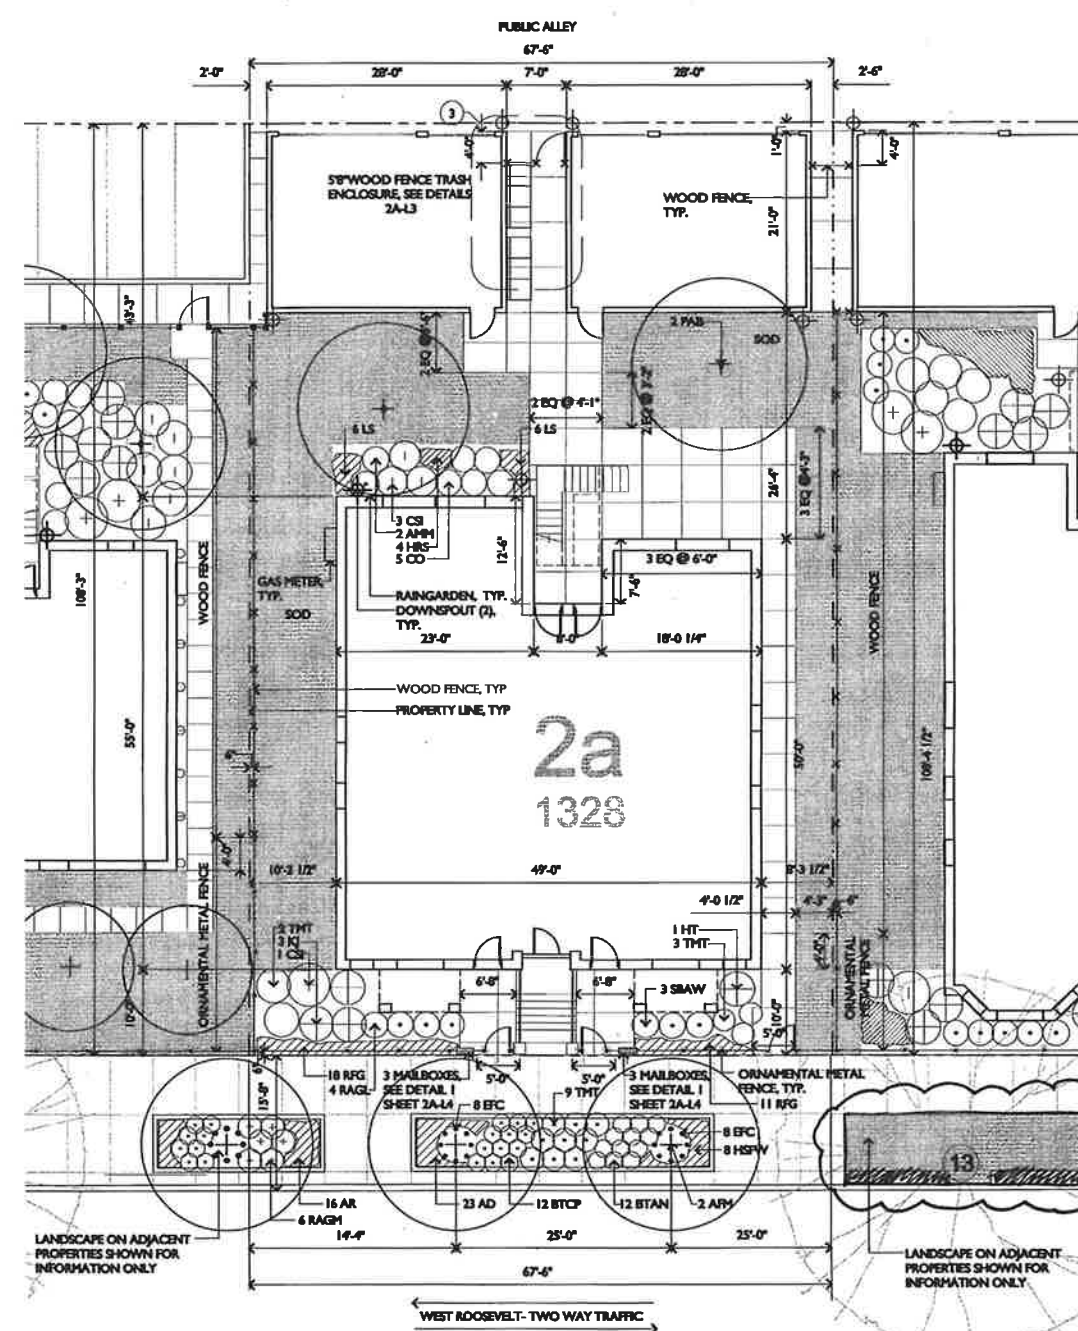 PUBLIC ALLEY
67'-6"
2'-0"
28'-0"
7'-0"
28'-0"
2'-6"
3
4'-0"
1'-0"
4'-0"
5'8"WOOD FENCE TRASH
ENCLOSURE, SEE DETAILS
2A-L3
WOOD FENCE,
TYP.
21'-0"
43'-3"
2 PAB
SOD
2 EQ @ 3'-2"
2 EQ @ 4'-1"
6 LS
6 LS
26'-4"
3 EQ @ 4'-3"
3 CSI
2 AMM
4 HRS
5 CO
12'-6"
3 EQ @ 6'-0"
7'-6"
WOOD FENCE
108'-3"
GAS METER,
TYP.
SOD
RAINGARDEN, TYP.
DOWNSPOUT (2),
TYP.
23'-0"
8'-0"
18'-0 1/4"
WOOD FENCE
WOOD FENCE, TYP
PROPERTY LINE, TYP
55'-0"
6"
2a
1328
50'-0"
108'-4 1/2"
4'-0"
10'-2 1/2"
49'-0"
8'-3 1/2"
4'-0 1/2"
4'-3"
6"
ORNAMENTAL METAL FENCE
2 TMT
3 KJ
1 CSI
1 HT
3 TMT
4'-0"
ORNAMENTAL
METAL FENCE
6'-8"
6'-8"
3 SBAW
10'-0"
10'-0"
5'-0"
18 RFG
4 RAGL
3 MAILBOXES,
SEE DETAIL 1
SHEET 2A-L4
5'-0"
5'-0"
9 TMT
3 MAILBOXES,
SEE DETAIL 1
SHEET 2A-L4
ORNAMENTAL METAL
FENCE, TYP.
11 RFG
15'-8"
8 EFC
8 EFC
8 HSFW
13
16 AR
6 RAGM
23 AD
12 BTCP
12 BTAN
2 AFM
LANDSCAPE ON ADJACENT
PROPERTIES SHOWN FOR
INFORMATION ONLY
14'-4"
25'-0"
25'-0"
LANDSCAPE ON ADJACENT
PROPERTIES SHOWN FOR
INFORMATION ONLY
67'-6"
WEST ROOSEVELT- TWO WAY TRAFFIC